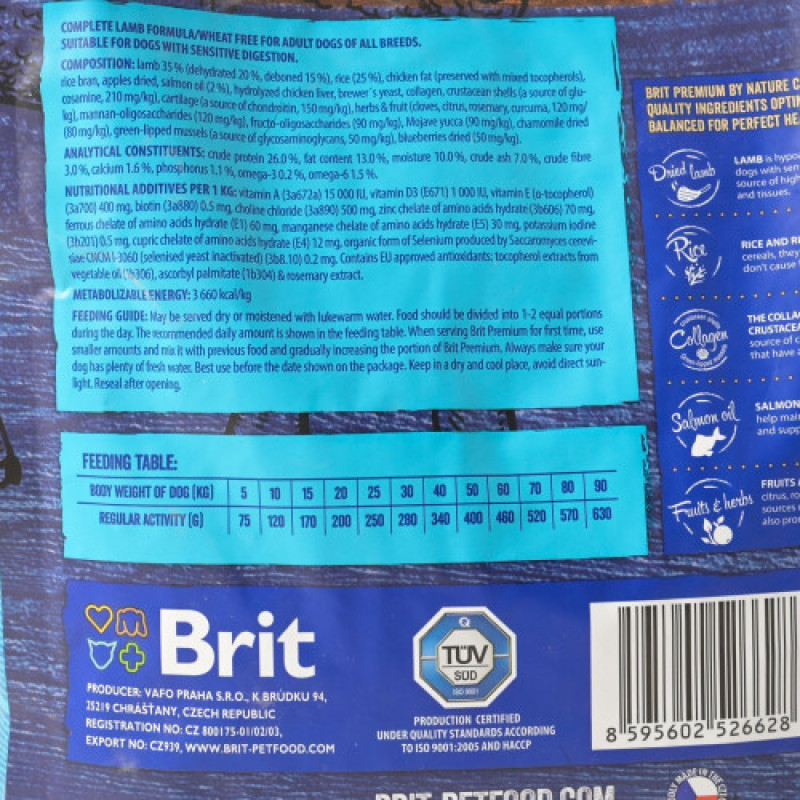 COMPLETE LAMB FORMULA/WHEAT FREE FOR ADULT DOGS OF ALL BREEDS.
SUITABLE FOR DOGS WITH SENSITIVE DIGESTION.
COMPOSITION: lamb 35 % (dehydrated 20 %, deboned 15 %), rice (25 %), chicken fat (preserved with mixed tocopherols),
rice bran, apples dried, salmon oil (2 %), hydrolyzed chicken liver, brewer´s yeast, collagen, crustacean shells (a source of glu-
cosamine, 210 mg/kg), cartilage (a source of chondroitin, 150 mg/kg), herbs & fruit (cloves, citrus, rosemary, curcuma, 120 mg/
kg), mannan-oligosaccharides (120 mg/kg), fructo-oligosaccharides (90 mg/kg), Mojave yucca (90 mg/kg), chamomile dried
(80 mg/kg), green-lipped mussels (a source of glycosaminoglycans, 50 mg/kg), blueberries dried (50 mg/kg).
ANALYTICAL CONSTITUENTS: crude protein 26.0 %, fat content 13.0 %, moisture 10.0 %, crude ash 7.0 %, crude fibre
3.0 %, calcium 1.6 %, phosphorus 1.1 %, omega-3 0.2 %, omega-6 1.5 %.
NUTRITIONAL ADDITIVES PER 1 KG: vitamin A (3a672a) 15 000 IU, vitamin D3 (E671) 1 000 IU, vitamin E (α-tocopherol)
(3a700) 400 mg, biotin (3a880) 0.5 mg, choline chloride (3a890) 500 mg, zinc chelate of amino acids hydrate (3b606) 70 mg,
ferrous chelate of amino acids hydrate (E1) 60 mg, manganese chelate of amino acids hydrate (E5) 30 mg, potassium iodine
(3b201) 0.5 mg, cupric chelate of amino acids hydrate (E4) 12 mg, organic form of Selenium produced by Saccaromyces cerevi-
siae CNCM I-3060 (selenised yeast inactivated) (3b8.10) 0.2 mg. Contains EU approved antioxidants: tocopherol extracts from
vegetable oil (1b306), ascorbyl palmitate (1b304) & rosemary extract.
METABOLIZABLE ENERGY: 3 660 kcal/kg
FEEDING GUIDE: May be served dry or moistened with lukewarm water. Food should be divided into 1-2 equal portions
during the day. The recommended daily amount is shown in the feeding table. When serving Brit Premium for first time, use
smaller amounts and mix it with previous food and gradually increasing the portion of Brit Premium. Always make sure your
dog has plenty of fresh water. Best use before the date shown on the package. Keep in a dry and cool place, avoid direct sun-
light. Reseal after opening.
FEEDING TABLE:
BODY WEIGHT OF DOG (KG) 5 10 15 20 25 30 40 50 60 70 80 90
REGULAR ACTIVITY (G) 75 120 170 200 250 280 340 400 460 520 570 630
BRIT PREMIUM BY NATURE
QUALITY INGREDIENTS
BALANCED FOR PERFECT
Dried lamb
LAMB is
dogs with
source of high
and tissues.
Rice
RICE AND
cereals, they
don't cause
Collagen
THE
source of
that have a
Salmon oil
SALMON
help
and
Fruits & herbs
FRUITS
citrus,
sources
also
Brit
PRODUCER: VAFO PRAHA S.R.O., K BRŮDKU 94,
25219 CHRÁŠŤANY, CZECH REPUBLIC
REGISTRATION NO: CZ 800175-01/02/03,
EXPORT NO: CZ939, WWW.BRIT-PETFOOD.COM
Q
TÜV
SÜD
ISO 9001
PRODUCTION CERTIFIED
UNDER QUALITY STANDARDS ACCORDING
TO ISO 9001:2005 AND HACCP
8 595602 526628
BRIT-PETFOOD.COM
MADE IN THE